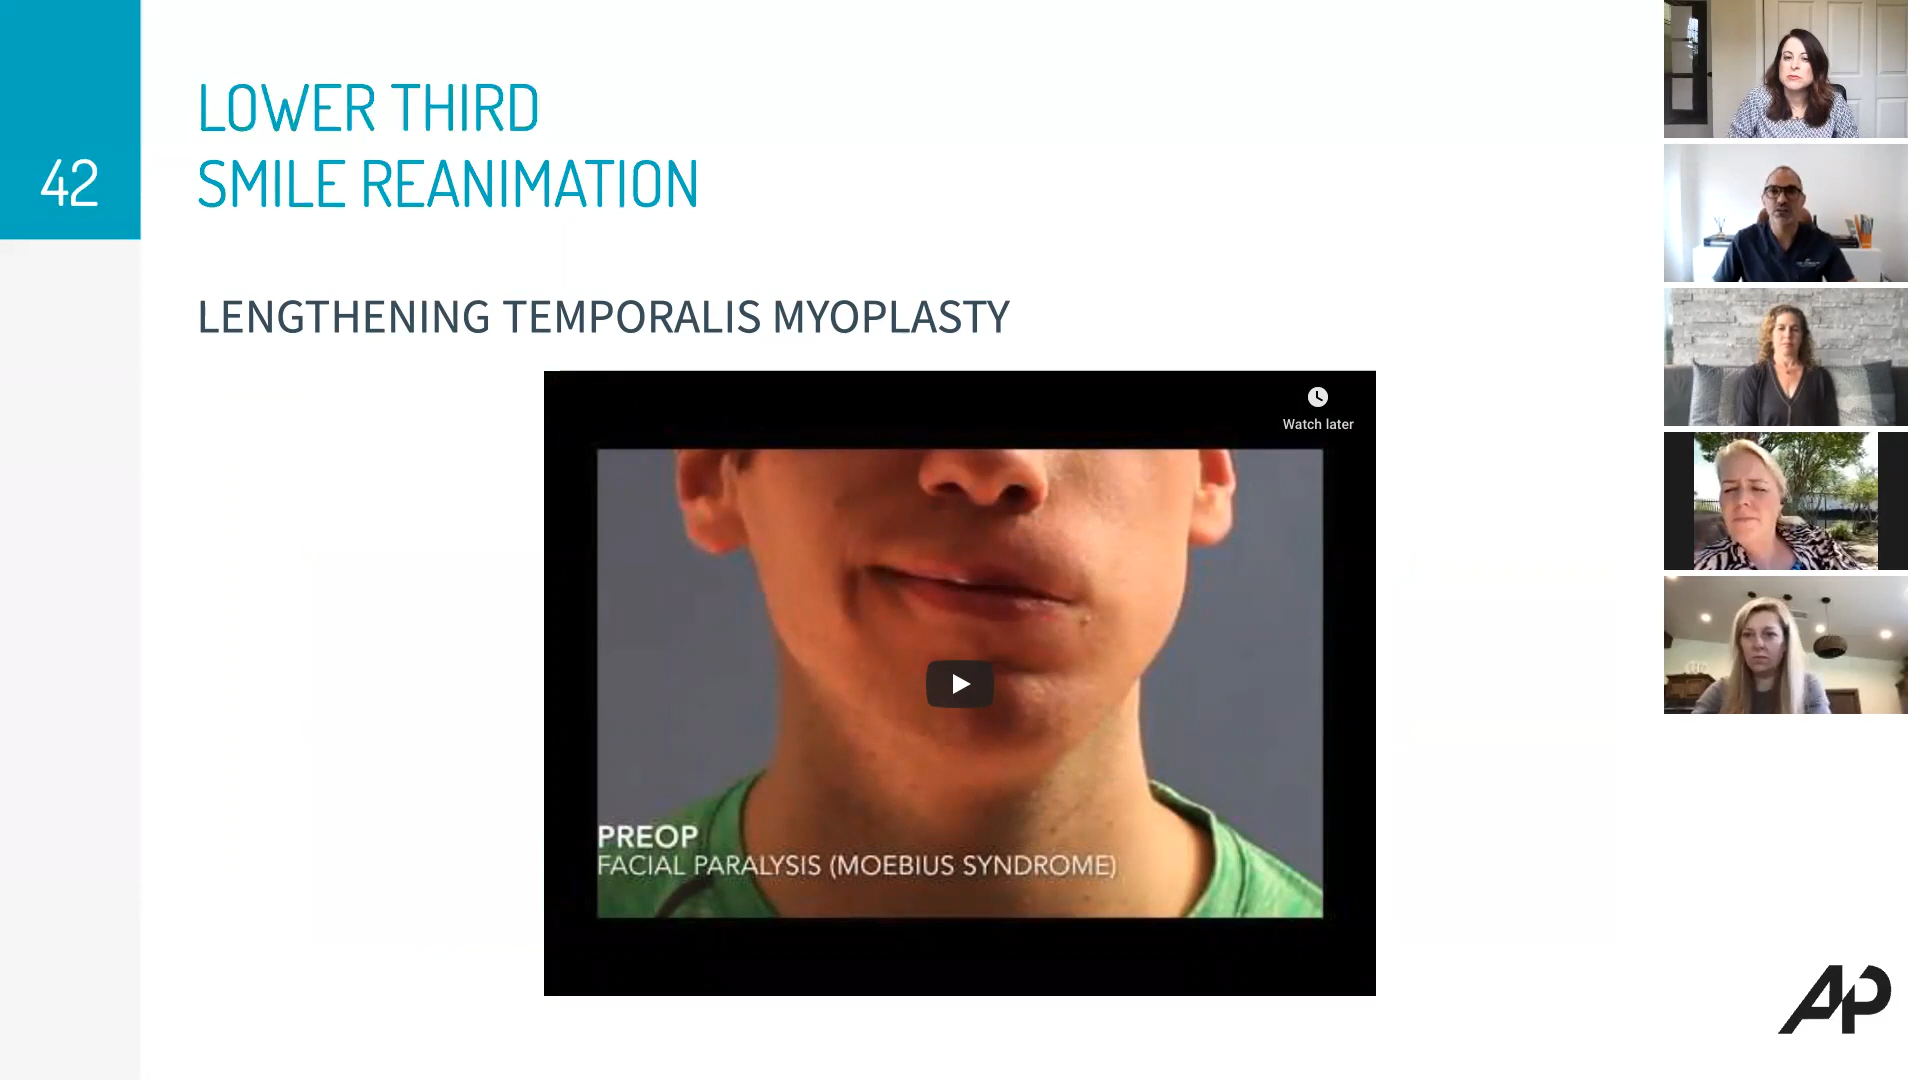 42
LOWER THIRD
SMILE REANIMATION
LENGTHENING TEMPORALIS MYOPLASTY
Watch later
PREOP
FACIAL PARALYSIS (MOEBIUS SYNDROME)
AP